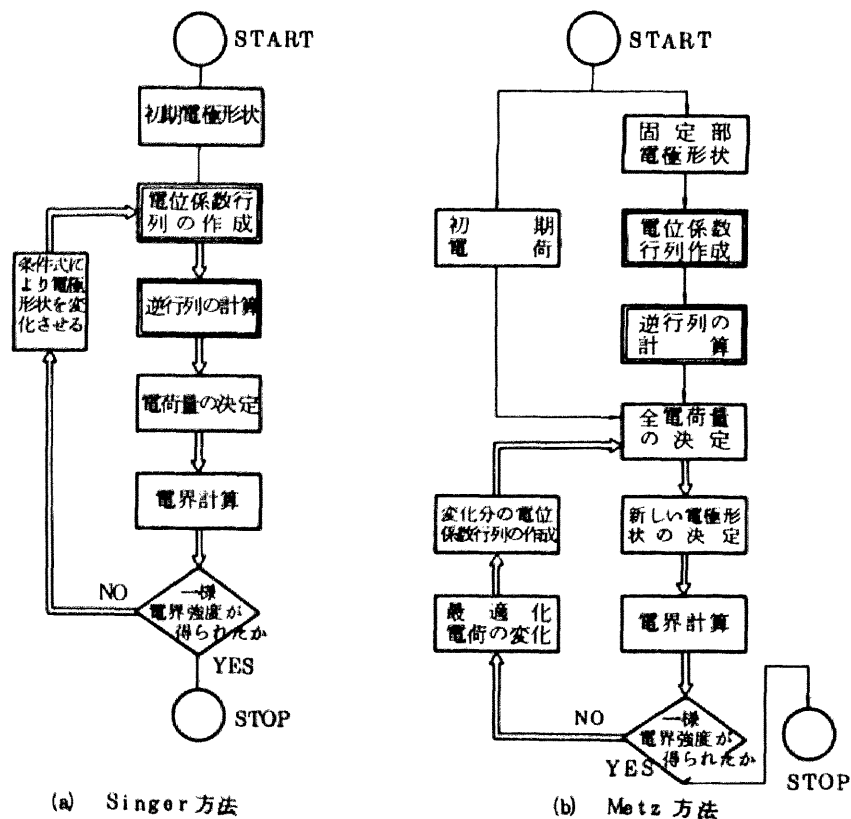 START
初期電極形状
電位係数行
列の作成
条件式に
より電極
形状を変
化させる
逆行列の計算
電荷量の決定
電界計算
NO
一様
電界強度が
得られたか
YES
STOP
(a) Singer 方法
START
固定部
電極形状
初期
電荷
電位係数
行列作成
逆行列の
計算
全電荷量
の決定
変化分の電位
係数行列の作成
新しい電極形
状の決定
最適化
電荷の変化
電界計算
NO
一様
電界強度が
得られたか
YES
STOP
(b) Metz 方法